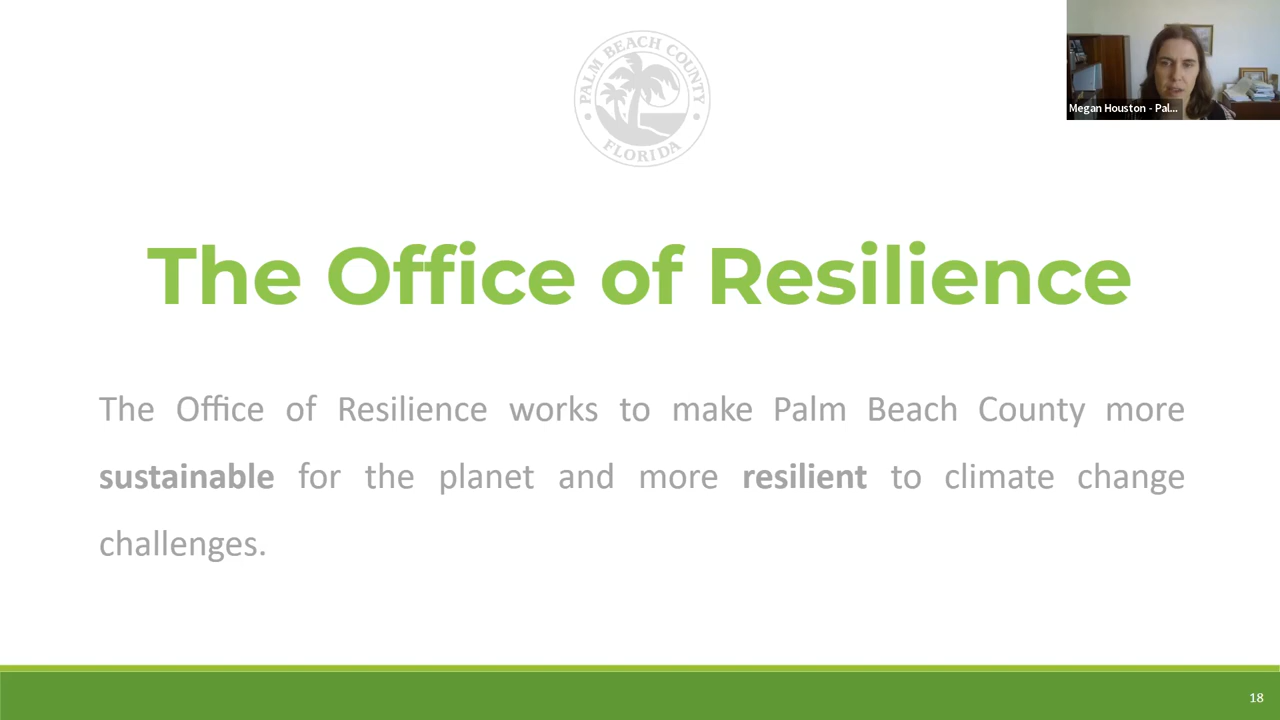 PALM BEACH COUNTY
FLORIDA
Megan Houston - Pal...
The Office of Resilience
The Office of Resilience works to make Palm Beach County more
sustainable for the planet and more resilient to climate change
challenges.
18